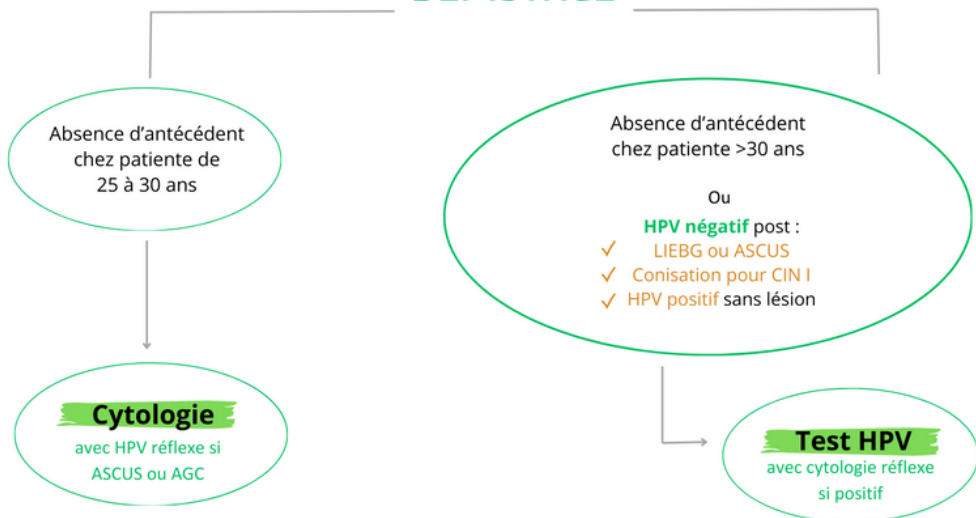 Absence d'antécédent
chez patiente de
25 à 30 ans
Absence d'antécédent
chez patiente >30 ans
Ou
HPV négatif post :
✓ LIEBG ou ASCUS
✓ Conisation pour CIN I
✓ HPV positif sans lésion
Cytologie
avec HPV réflexe si
ASCUS ou AGC
Test HPV
avec cytologie réflexe
si positif